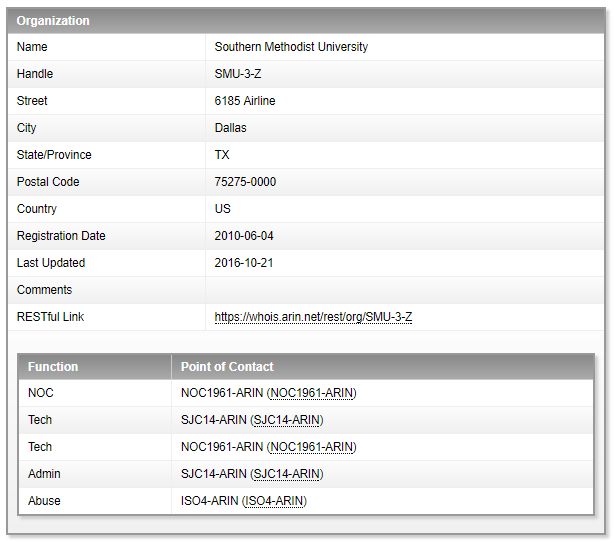 Organization
Name Southern Methodist University
Handle SMU-3-Z
Street 6185 Airline
City Dallas
State/Province TX
Postal Code 75275-0000
Country US
Registration Date 2010-06-04
Last Updated 2016-10-21
Comments
RESTful Link https://whois.arin.net/rest/org/SMU-3-Z
Function Point of Contact
NOC NOC1961-ARIN (NOC1961-ARIN)
Tech SJC14-ARIN (SJC14-ARIN)
Tech NOC1961-ARIN (NOC1961-ARIN)
Admin SJC14-ARIN (SJC14-ARIN)
Abuse ISO4-ARIN (ISO4-ARIN)